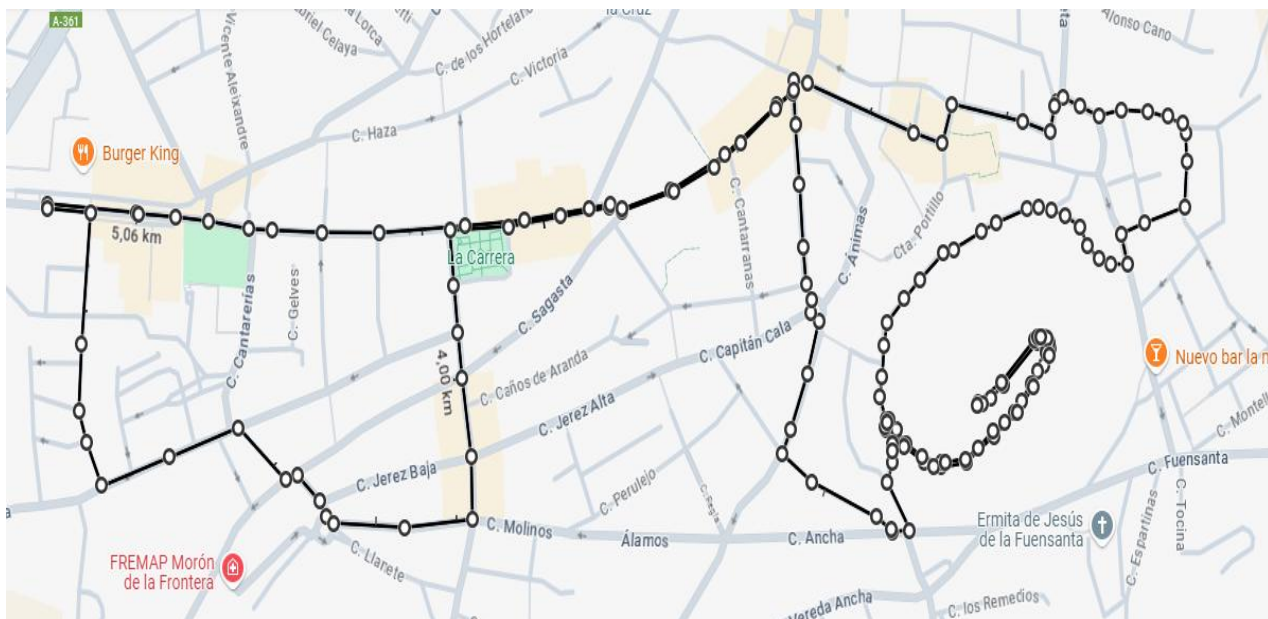 A-361
la Cruz
Alonso Cano
Gabriel Celaya
Lorca
C. de los Hortelano
C. Victoria
Vicente Aleixandre
C. Haza
Burger King
5,06 km
La Carrera
C. Cantarranas
C. Ánimas
Cta. Portillo
C. Gelves
C. Cantarerías
C. Sagasta
4,00 km
C. Caños de Aranda
C. Capitán Cala
Nuevo bar la
C. Jerez Alta
C. Montell
C. Jerez Baja
C. Perulejo
C. Regla
C. Fuensanta
C. Tocina
C. Espartinas
C. Molinos
Álamos
C. Ancha
Ermita de Jesús
de la Fuensanta
C. Llanete
FREMAP Morón
de la Frontera
Vereda Ancha
C. los Remedios